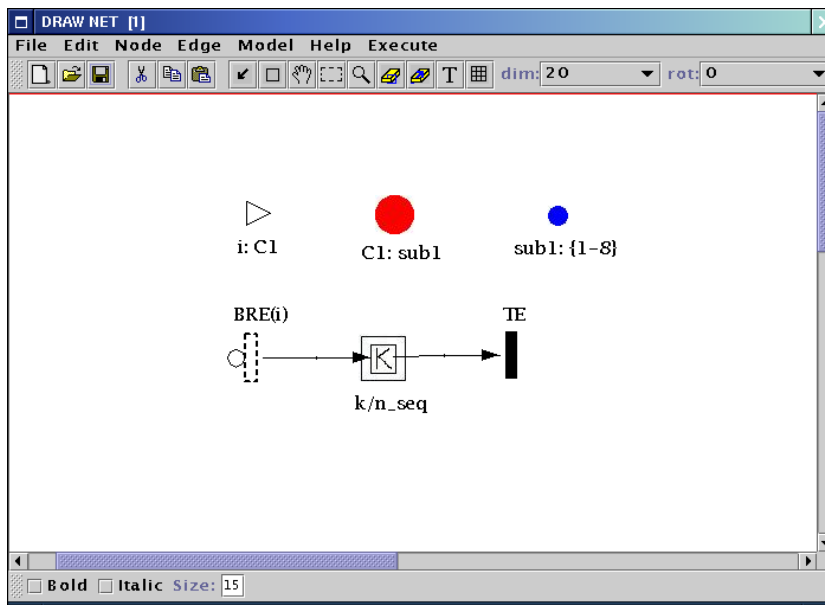 DRAW NET [1]
File Edit Node Edge Model Help Execute
T dim: 20 rot: 0
i: C1 C1: sub1 sub1: {1-8}
BRE(i) TE
K
k/n_seq
Bold Italic Size: 15